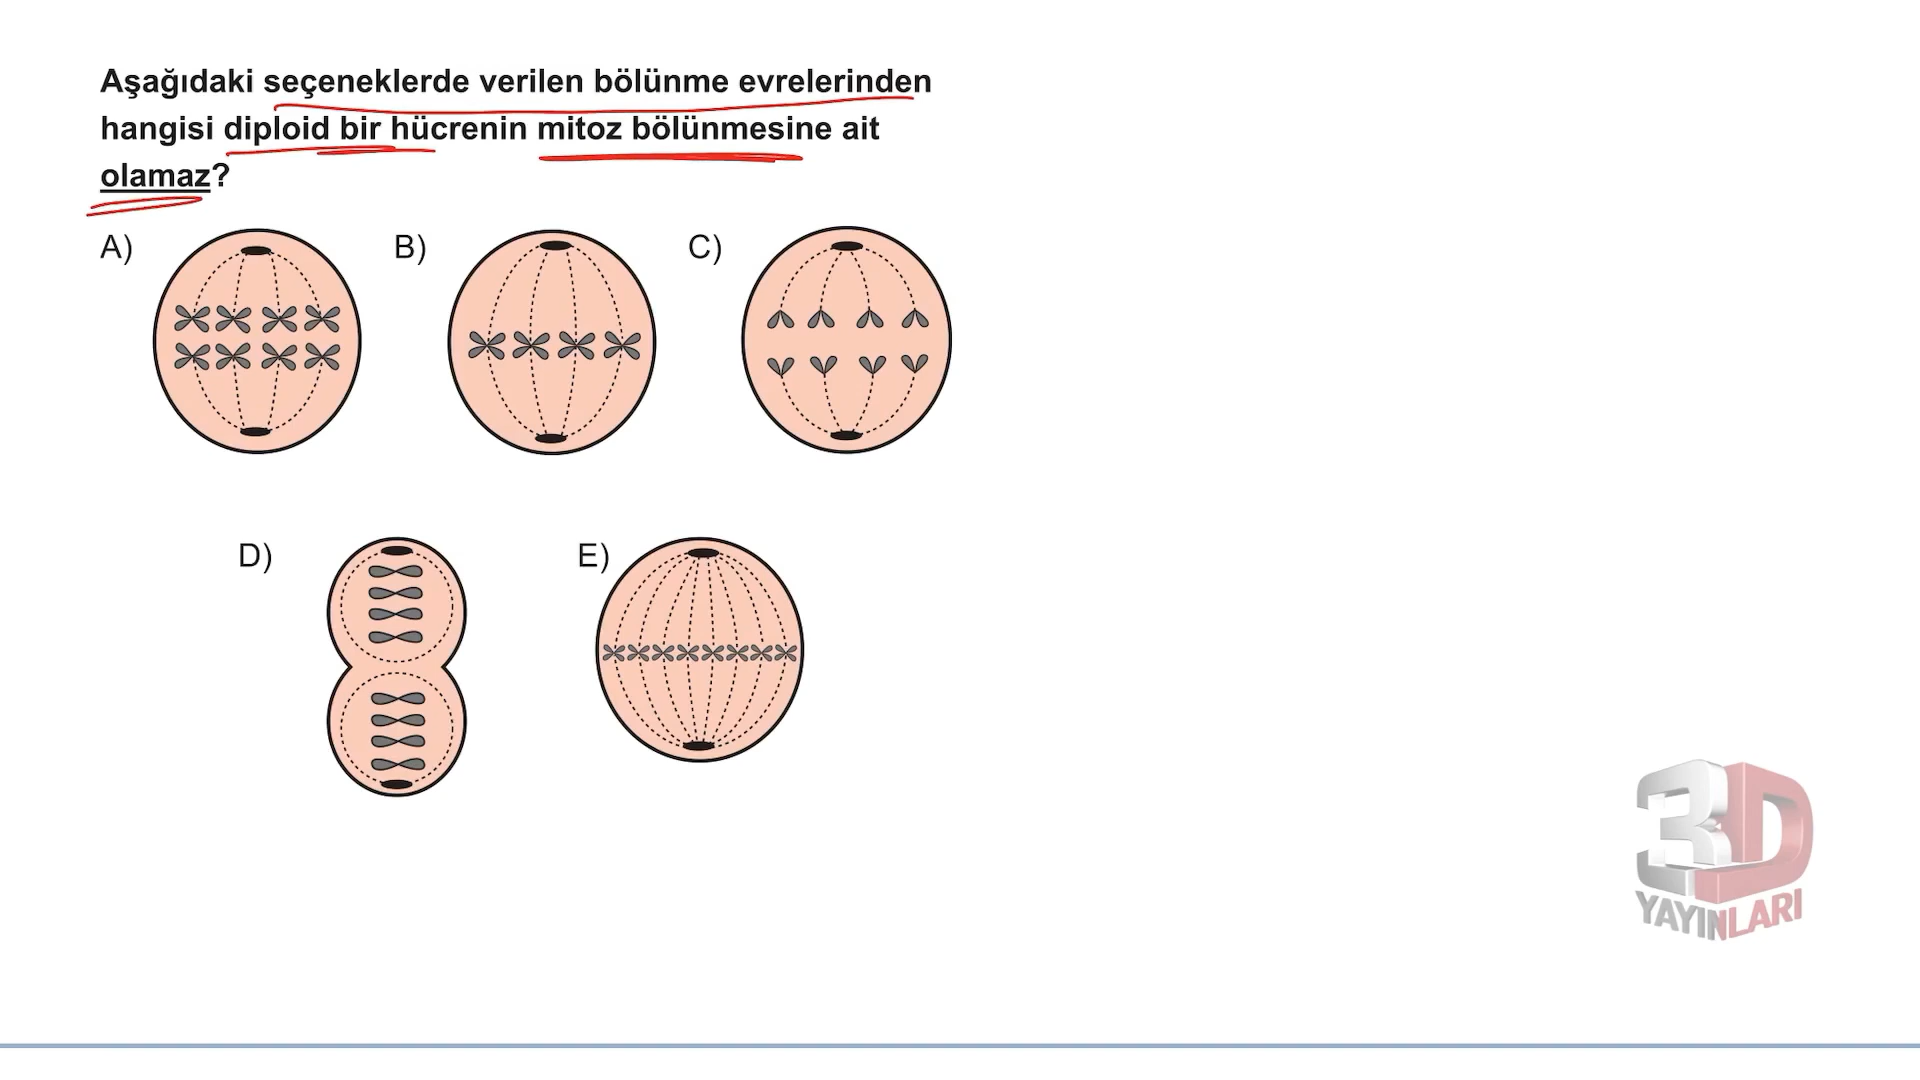 Aşağıdaki seçeneklerde verilen bölünme evrelerinden
hangisi diploid bir hücrenin mitoz bölünmesine ait
olamaz?
A)
B)
C)
D)
E)
3D
YAYINLARI